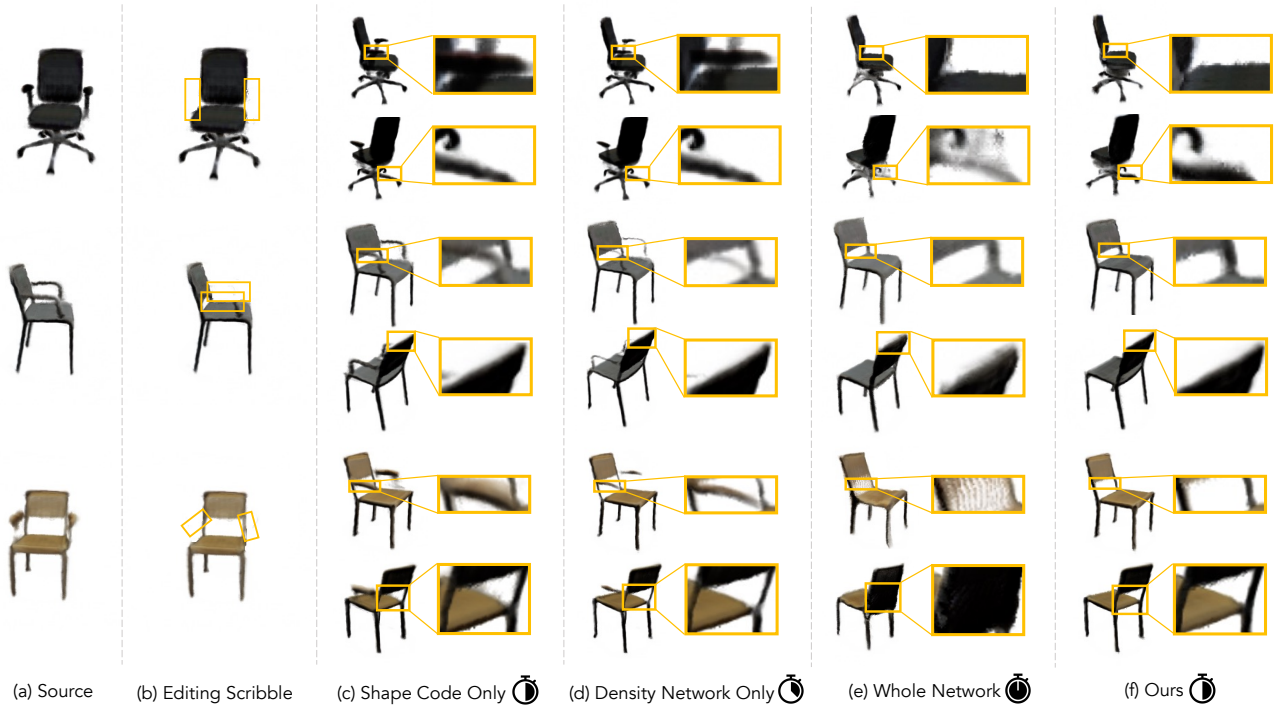 (a) Source
(b) Editing Scribble
(c) Shape Code Only
(d) Density Network Only
(e) Whole Network
(f) Ours